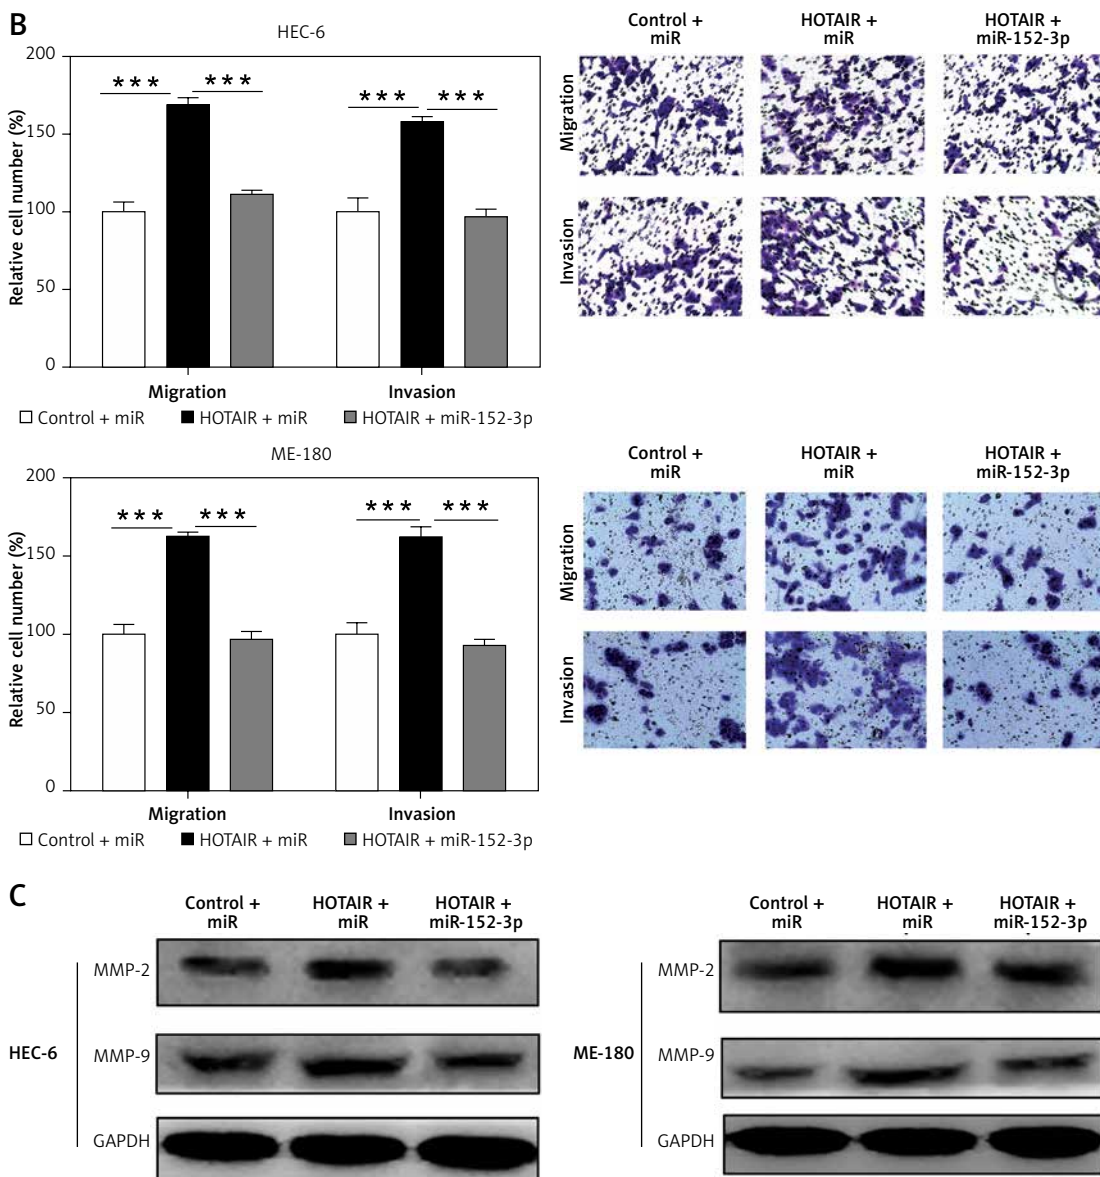 B
HEC-6
Relative cell number (%)
200
150
100
50
0
*** ***
*** ***
Migration
Invasion
Control + miR
HOTAIR + miR
HOTAIR + miR-152-3p
Control +
miR
HOTAIR +
miR
HOTAIR +
miR-152-3p
Migration
Invasion
ME-180
Relative cell number (%)
200
150
100
50
0
*** ***
*** ***
Migration
Invasion
Control + miR
HOTAIR + miR
HOTAIR + miR-152-3p
Control +
miR
HOTAIR +
miR
HOTAIR +
miR-152-3p
Migration
Invasion
C
Control +
miR
HOTAIR +
miR
HOTAIR +
miR-152-3p
HEC-6
MMP-2
MMP-9
GAPDH
Control +
miR
HOTAIR +
miR
HOTAIR +
miR-152-3p
ME-180
MMP-2
MMP-9
GAPDH